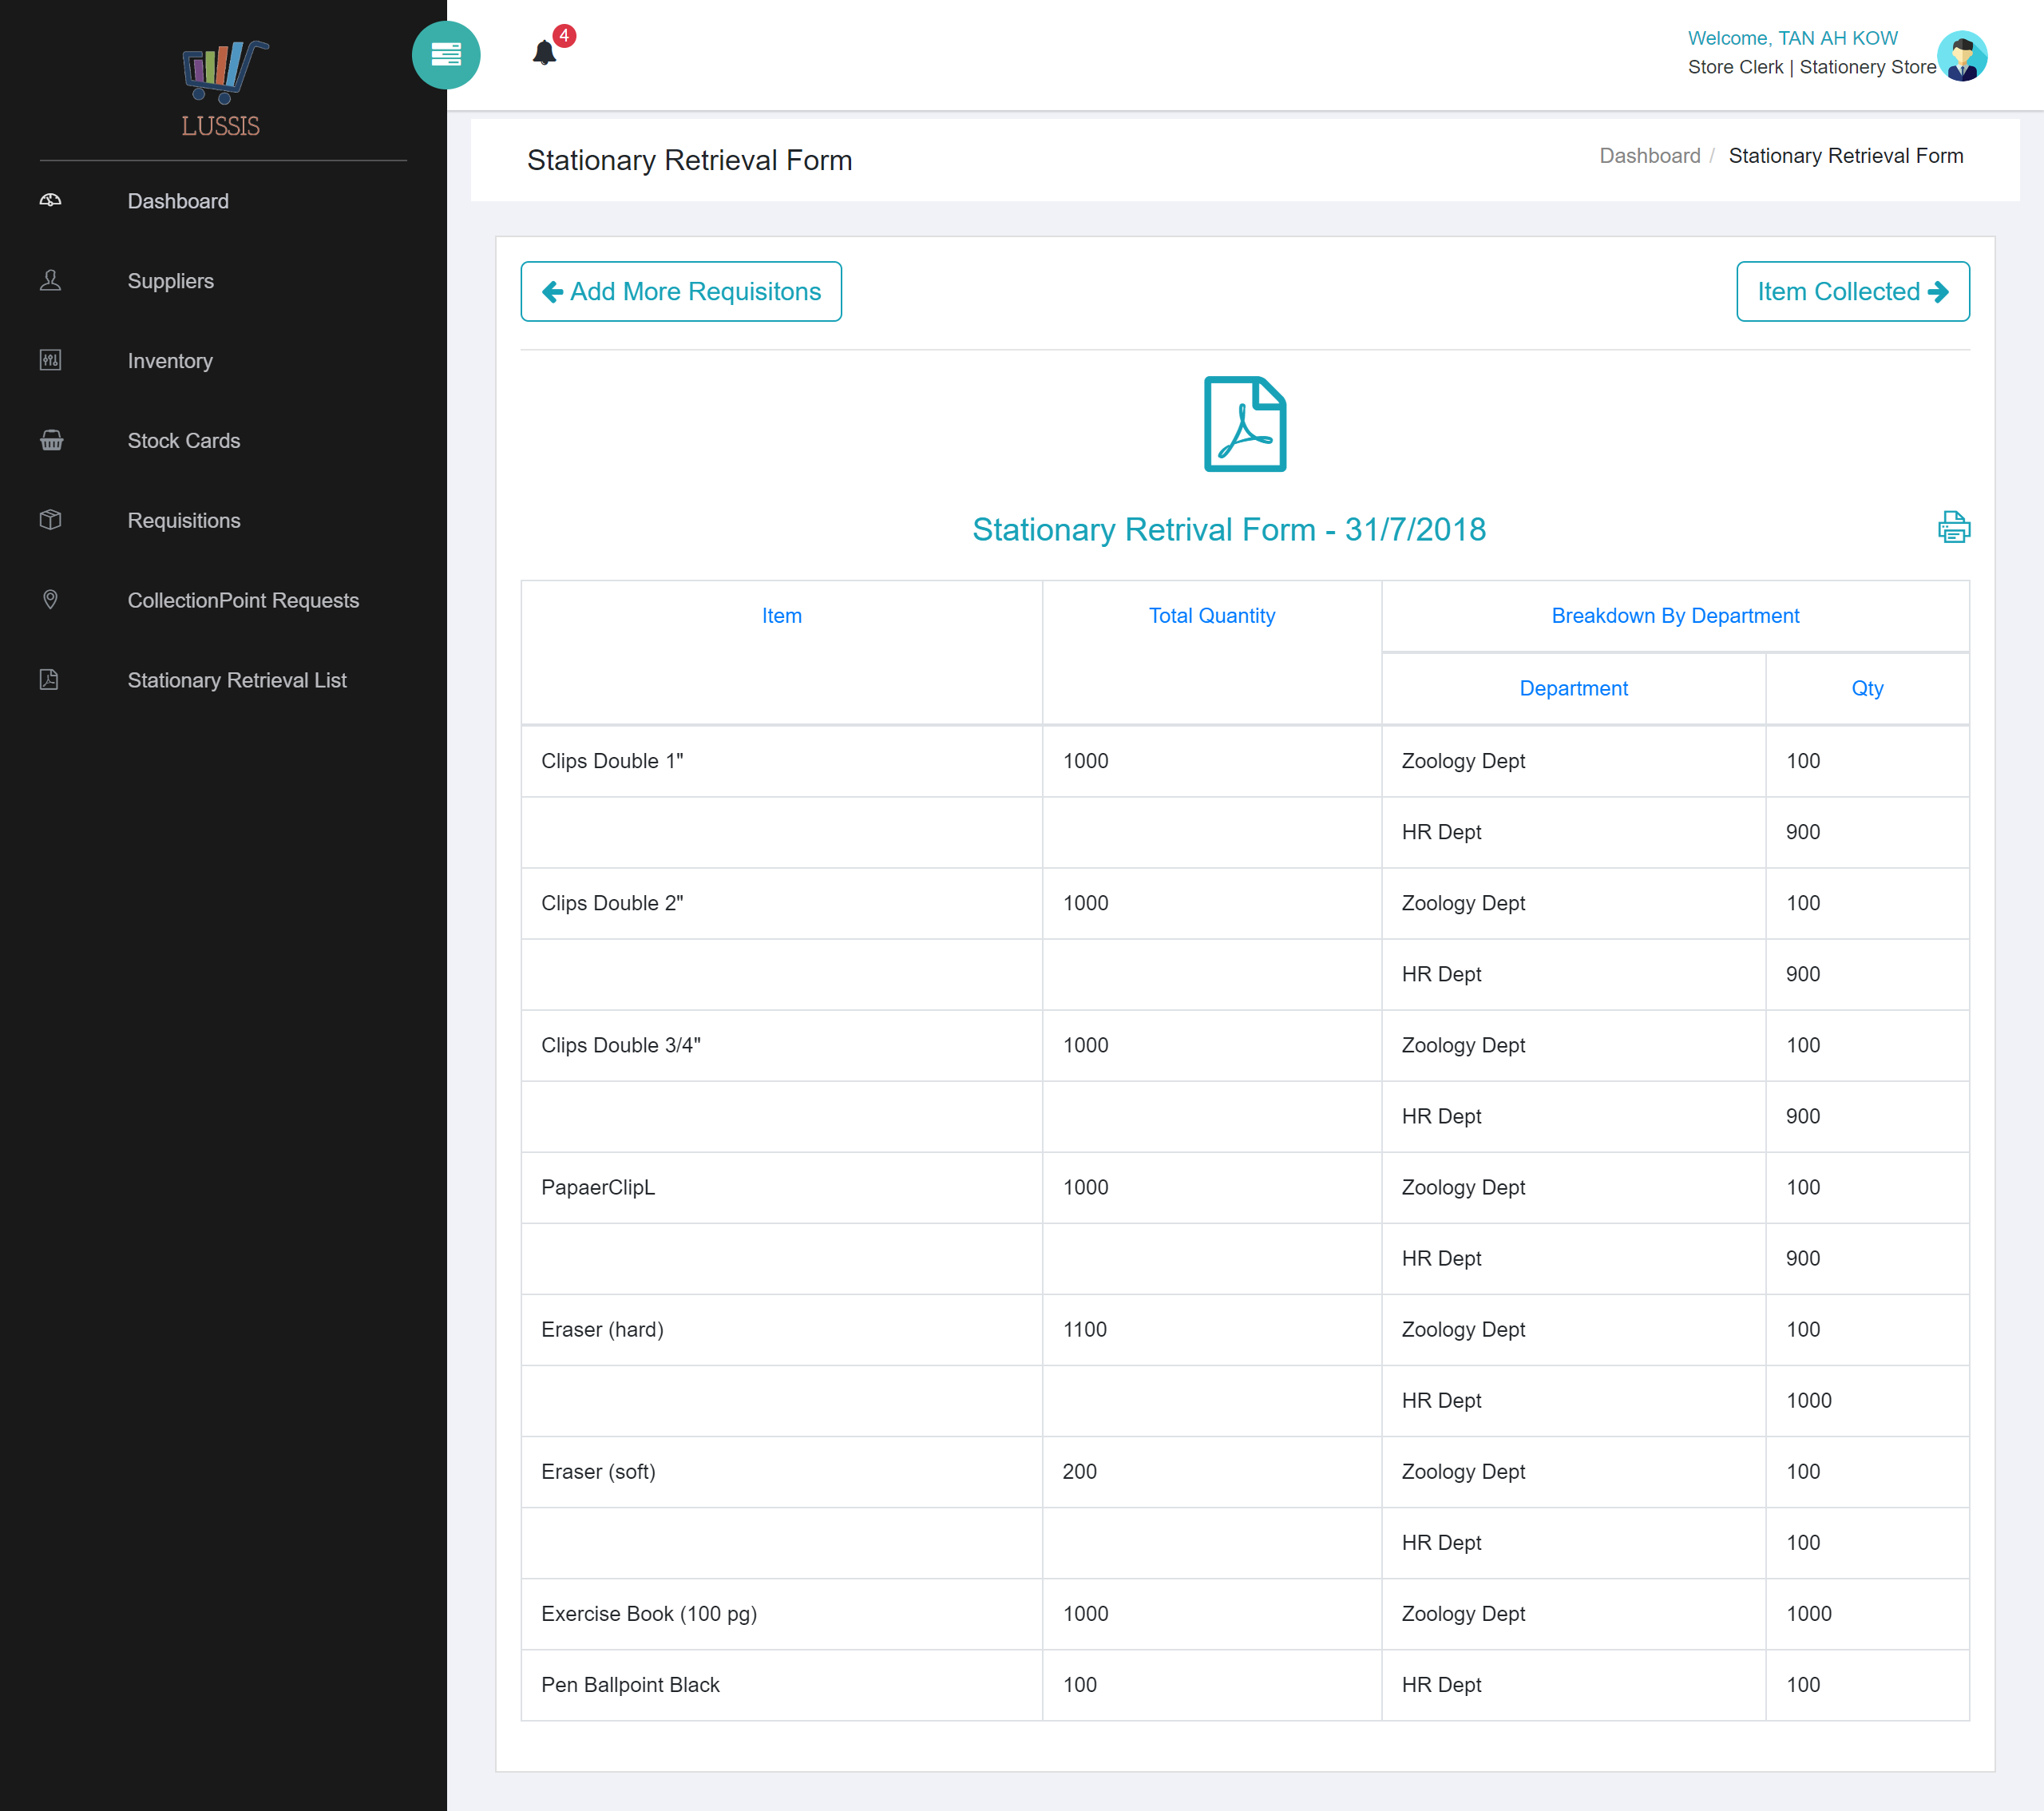 LUSSIS
4
Welcome, TAN AH KOW
Store Clerk | Stationery Store
Dashboard
Suppliers
Inventory
Stock Cards
Requisitions
CollectionPoint Requests
Stationary Retrieval List
Stationary Retrieval Form
Dashboard / Stationary Retrieval Form
Add More Requisitons
Item Collected
Stationary Retrival Form - 31/7/2018
Item Total Quantity Breakdown By Department
Department Qty
Clips Double 1" 1000 Zoology Dept 100
HR Dept 900
Clips Double 2" 1000 Zoology Dept 100
HR Dept 900
Clips Double 3/4" 1000 Zoology Dept 100
HR Dept 900
PapaerClipL 1000 Zoology Dept 100
HR Dept 900
Eraser (hard) 1100 Zoology Dept 100
HR Dept 1000
Eraser (soft) 200 Zoology Dept 100
HR Dept 100
Exercise Book (100 pg) 1000 Zoology Dept 1000
Pen Ballpoint Black 100 HR Dept 100